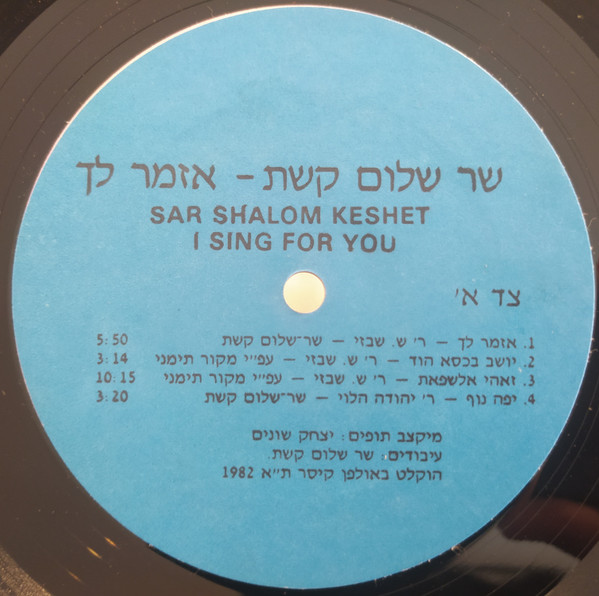 שר שלום קשת - אזמר לך
SAR SHALOM KESHET
I SING FOR YOU
צד א׳
1. אזמר לך — ר׳ ש. שבזי — שר־שלום קשת 5:50
2. יושב בכסא הוד — ר׳ ש. שבזי — עפ״י מקור תימני 3:14
3. זאהי אלשפאת — ר׳ ש. שבזי — עפ״י מקור תימני 10:15
4. יפה נוף — ר׳ יהודה הלוי — שר־שלום קשת 3:20
מיקצב תופים: יצחק שונים
עיבודים: שר שלום קשת.
הוקלט באולפן קיסר ת״א 1982